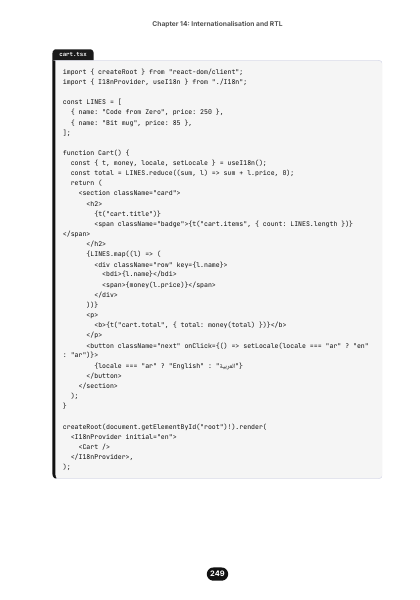 Chapter 14: Internationalisation and RTL
cart.tsx
import { createRoot } from "react-dom/client";
import { I18nProvider, useI18n } from "./I18n";
const LINES = [
  { name: "Code from Zero", price: 250 },
  { name: "Bit mug", price: 85 },
];
function Cart() {
  const { t, money, locale, setLocale } = useI18n();
  const total = LINES.reduce((sum, l) => sum + l.price, 0);
  return (
    <section className="card">
      <h2>
        {t("cart.title")}
        <span className="badge">{t("cart.items", { count: LINES.length })}
</span>
      </h2>
      {LINES.map((l) => (
        <div className="row" key={l.name}>
          <bdi>{l.name}</bdi>
          <span>{money(l.price)}</span>
        </div>
      ))}
      <p>
        <b>{t("cart.total", { total: money(total) })}</b>
      </p>
      <button className="next" onClick={() => setLocale(locale === "ar" ? "en"
: "ar")}>
        {locale === "ar" ? "English" : "العربية"}
      </button>
    </section>
  );
}
createRoot(document.getElementById("root")!).render(
  <I18nProvider initial="en">
    <Cart />
  </I18nProvider>,
);
249